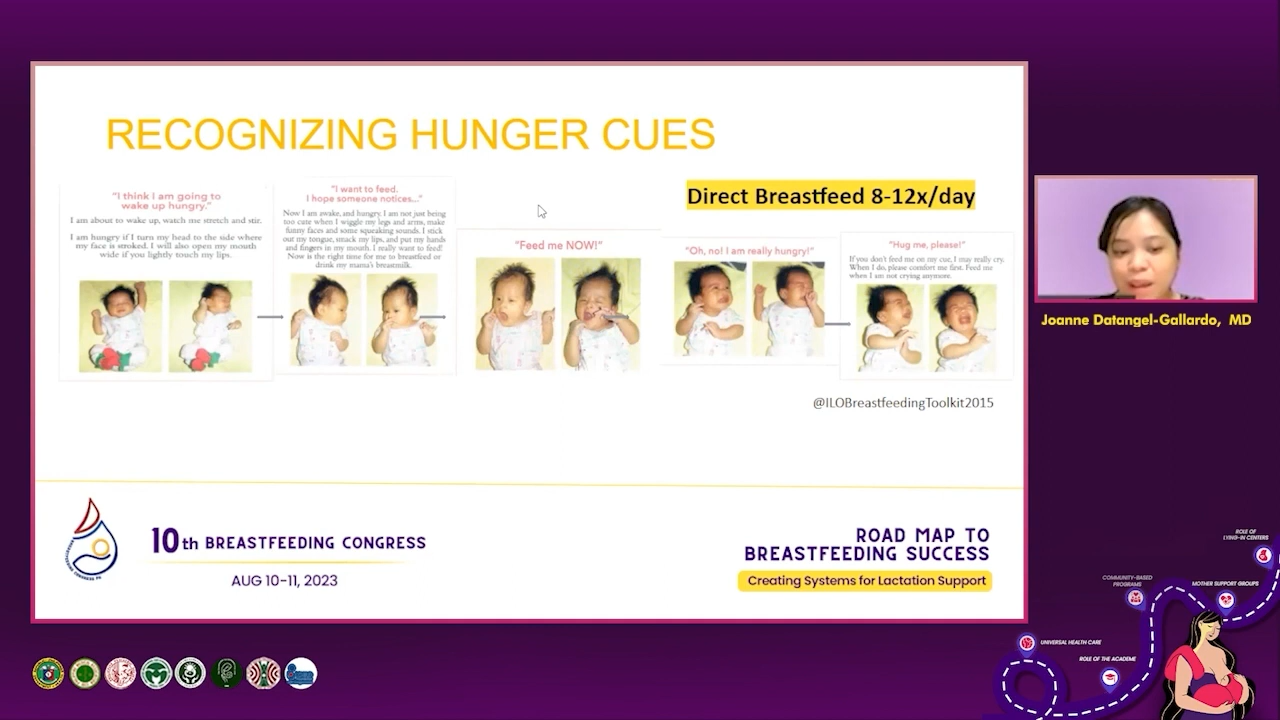 RECOGNIZING HUNGER CUES
"I think I am going to
wake up hungry."
I am about to wake up, watch me stretch and stir.
I am hungry if I turn my head to the side where
my face is stroked. I will also open my mouth
wide if you lightly touch my lips.
"I want to feed.
I hope someone notices..."
Now I am awake, and hungry. I am not just being
too cute when I wiggle my legs and arms, make
funny faces and some squeaking sounds. I stick
out my tongue, smack my lips, and put my hands
and fingers in my mouth. I really want to feed!
Now is the right time for me to breastfeed or
drink my mama's breastmilk.
"Feed me NOW!"
Direct Breastfeed 8-12x/day
"Oh, no! I am really hungry!"
"Hug me, please!"
If you don't feed me on my cue, I may really cry.
When I do, please comfort me first. Feed me
when I am not crying anymore.
@ILOBreastfeedingToolkit2015
Joanne Datangel-Gallardo, MD
10th BREASTFEEDING CONGRESS
AUG 10-11, 2023
ROAD MAP TO
BREASTFEEDING SUCCESS
Creating Systems for Lactation Support
ROLE OF
LYING-IN CENTERS
COMMUNITY-BASED
PROGRAMS
MOTHER SUPPORT GROUPS
UNIVERSAL HEALTH CARE
ROLE OF THE ACADEME